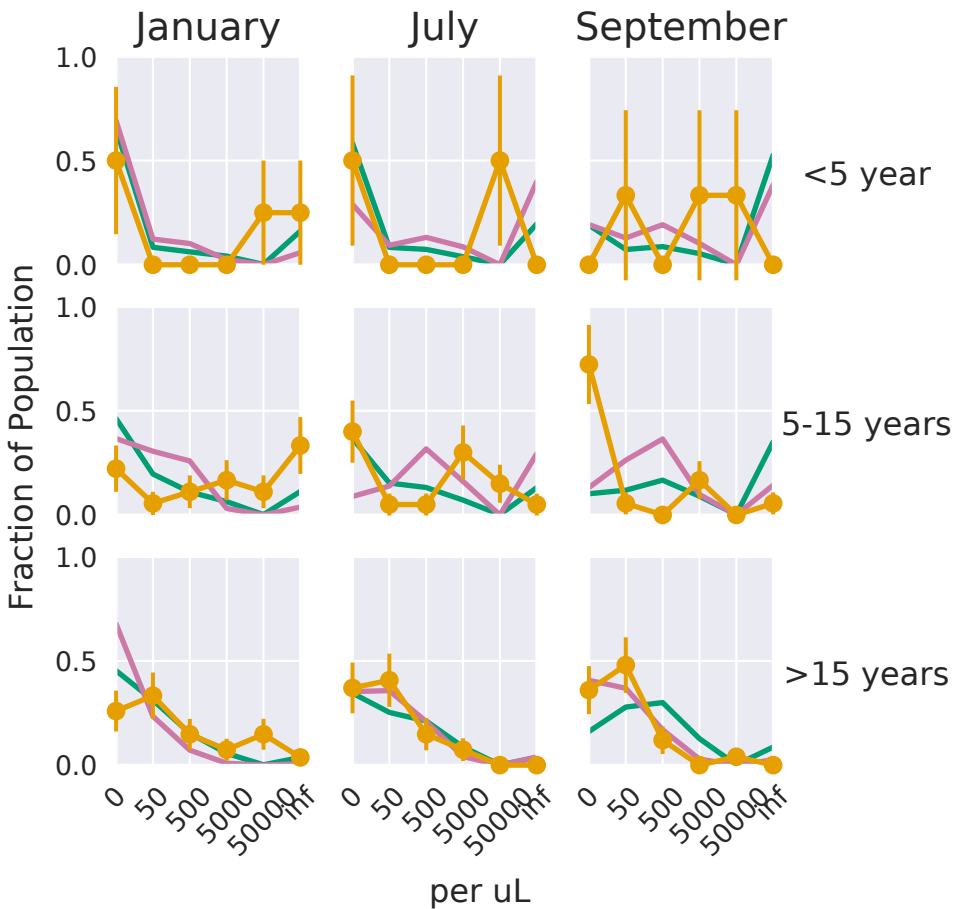 January July September
1.0
0.5
0.0
<5 year
1.0
0.5
0.0
5-15 years
1.0
0.5
0.0
>15 years
Fraction of Population
0 50 500 5000 50000 inf
0 50 500 5000 50000 inf
0 50 500 5000 50000 inf
per uL